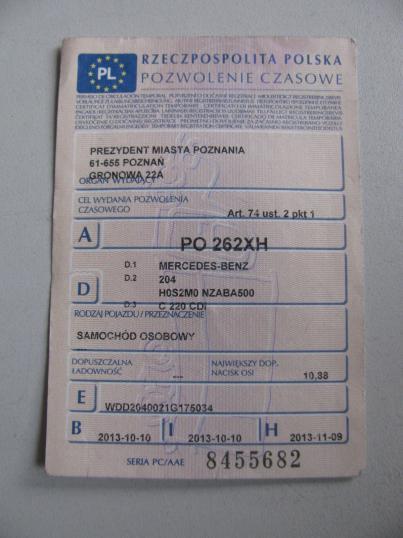 PL
RZECZPOSPOLITA POLSKA
POZWOLENIE CZASOWE
PREZYDENT MIASTA POZNANIA
61-655 POZNAŃ
GRONOWA 22A
ORGAN WYDAJĄCY
CEL WYDANIA POZWOLENIA
CZASOWEGO
Art. 74 ust. 2 pkt 1
A PO 262XH
D.1 MERCEDES-BENZ
D.2 204
D H0S2M0 NZABA500
D.3 C 220 CDI
RODZAJ POJAZDU / PRZEZNACZENIE
SAMOCHÓD OSOBOWY
DOPUSZCZALNA NAJWIĘKSZY DOP.
ŁADOWNOŚĆ --- NACISK OSI 10,88
E WDD2040021G175034
B 2013-10-10 I 2013-10-10 H 2013-11-09
SERIA PC/AAE 8455682